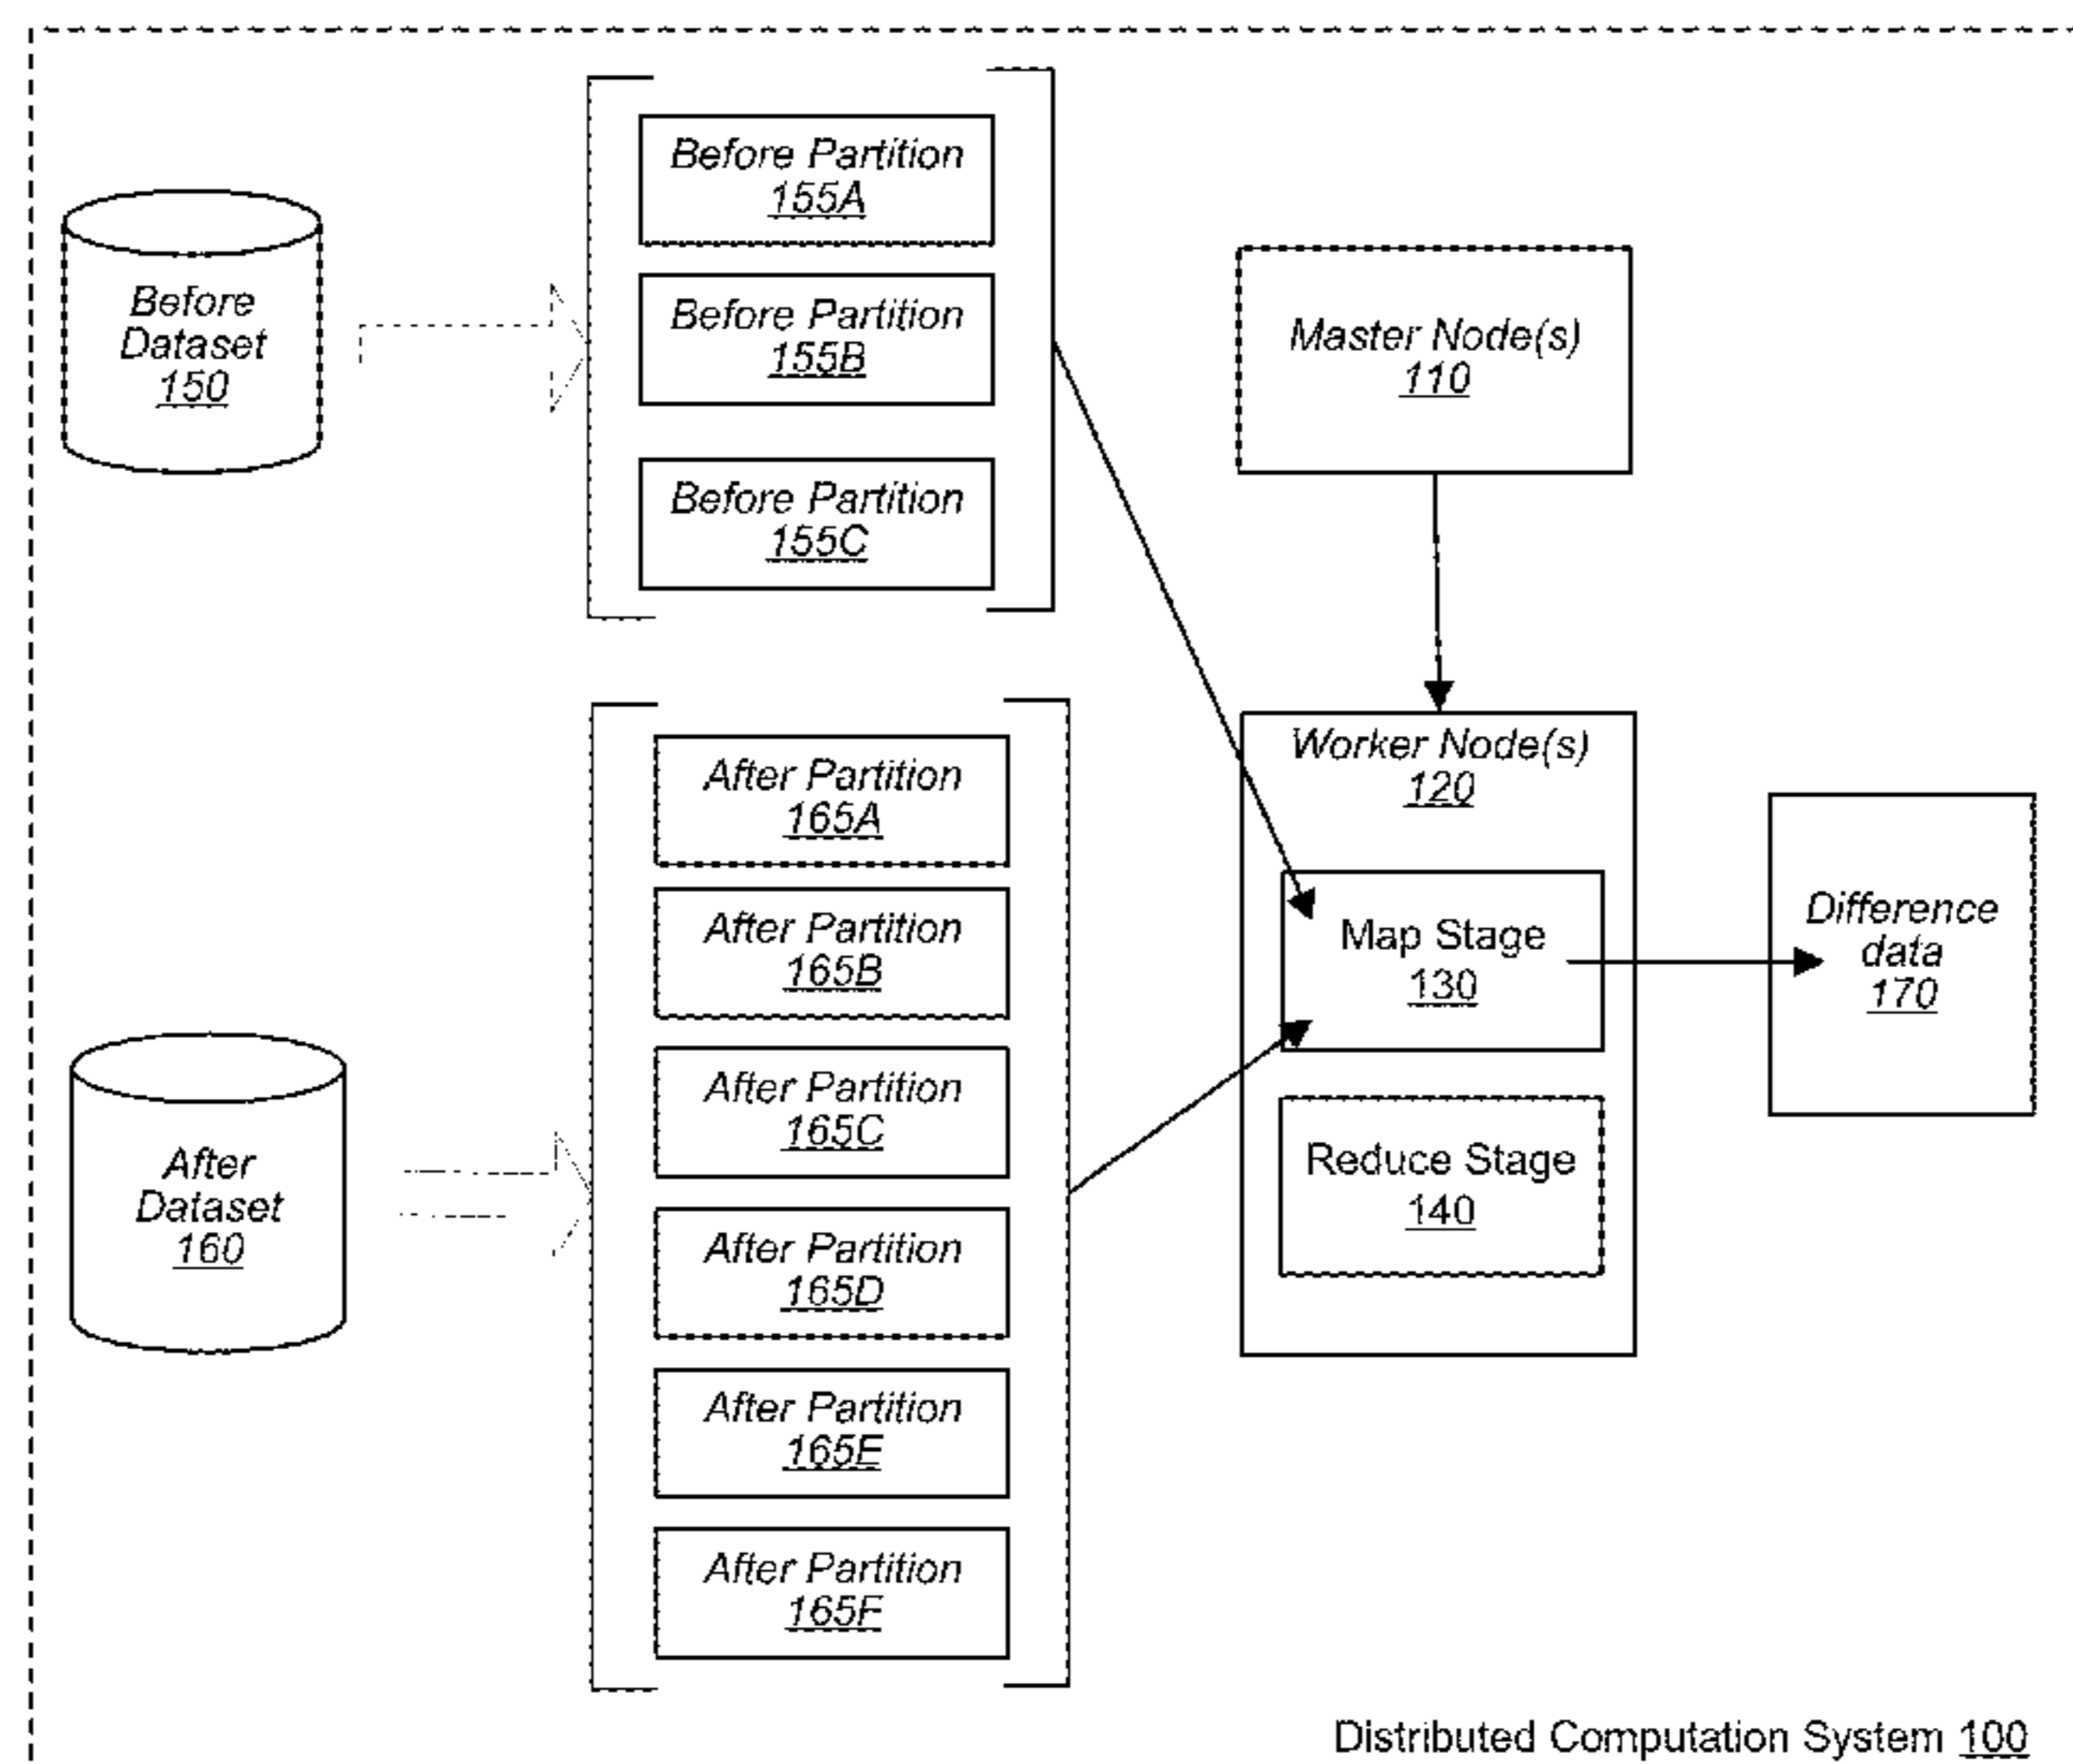 Before
Dataset
150
Before Partition
155A
Before Partition
155B
Before Partition
155C
Master Node(s)
110
After
Dataset
160
After Partition
165A
After Partition
165B
After Partition
165C
After Partition
165D
After Partition
165E
After Partition
165F
Worker Node(s)
120
Map Stage
130
Reduce Stage
140
Difference
data
170
Distributed Computation System 100